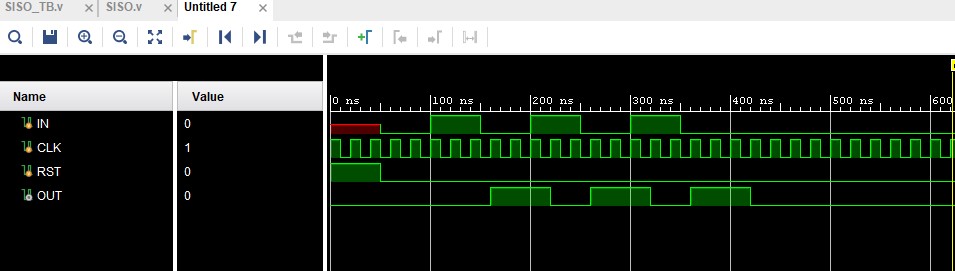 SISO_TB.v × SISO.v × Untitled 7 ×
Name Value
0 ns 100 ns 200 ns 300 ns 400 ns 500 ns 600
IN 0
CLK 1
RST 0
OUT 0